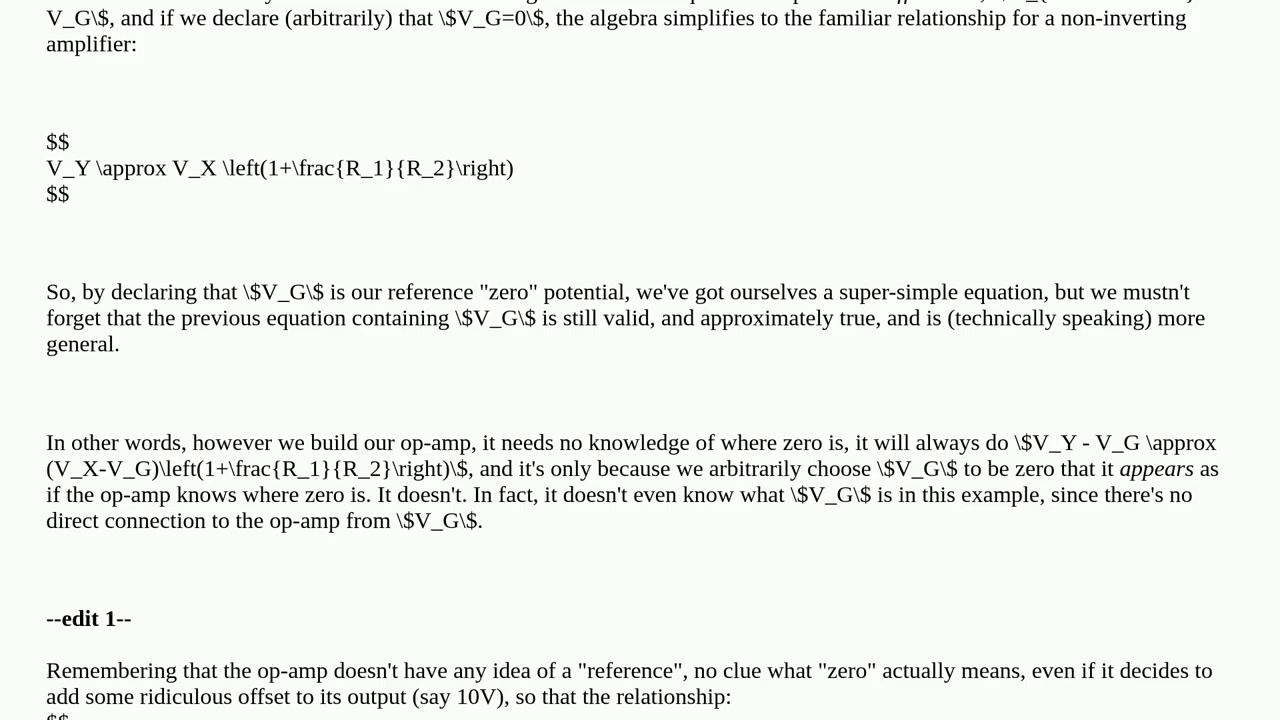 V_G\$, and if we declare (arbitrarily) that \$V_G=0\$, the algebra simplifies to the familiar relationship for a non-inverting
amplifier:
$$
V_Y \approx V_X \left(1+\frac{R_1}{R_2}\right)
$$
So, by declaring that \$V_G\$ is our reference "zero" potential, we've got ourselves a super-simple equation, but we mustn't
forget that the previous equation containing \$V_G\$ is still valid, and approximately true, and is (technically speaking) more
general.
In other words, however we build our op-amp, it needs no knowledge of where zero is, it will always do \$V_Y - V_G \approx
(V_X-V_G)\left(1+\frac{R_1}{R_2}\right)\$, and it's only because we arbitrarily choose \$V_G\$ to be zero that it appears as
if the op-amp knows where zero is. It doesn't. In fact, it doesn't even know what \$V_G\$ is in this example, since there's no
direct connection to the op-amp from \$V_G\$.
--edit 1--
Remembering that the op-amp doesn't have any idea of a "reference", no clue what "zero" actually means, even if it decides to
add some ridiculous offset to its output (say 10V), so that the relationship:
$$